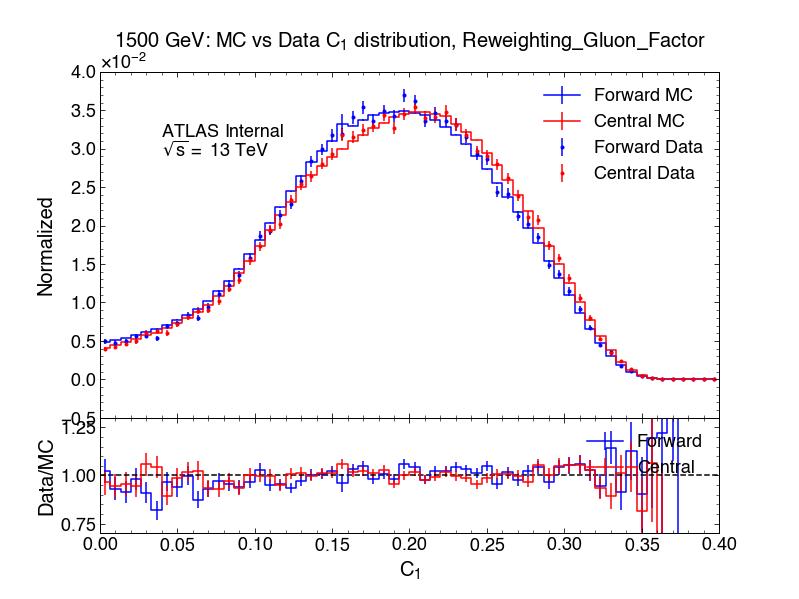 1500 GeV: MC vs Data C₁ distribution, Reweighting_Gluon_Factor
×10⁻²
4.0
3.5
3.0
2.5
2.0
1.5
1.0
0.5
0.0
−0.5
Normalized
ATLAS Internal
√s = 13 TeV
Forward MC
Central MC
Forward Data
Central Data
1.25
1.00
0.75
Data/MC
Forward
Central
0.00 0.05 0.10 0.15 0.20 0.25 0.30 0.35 0.40
C₁